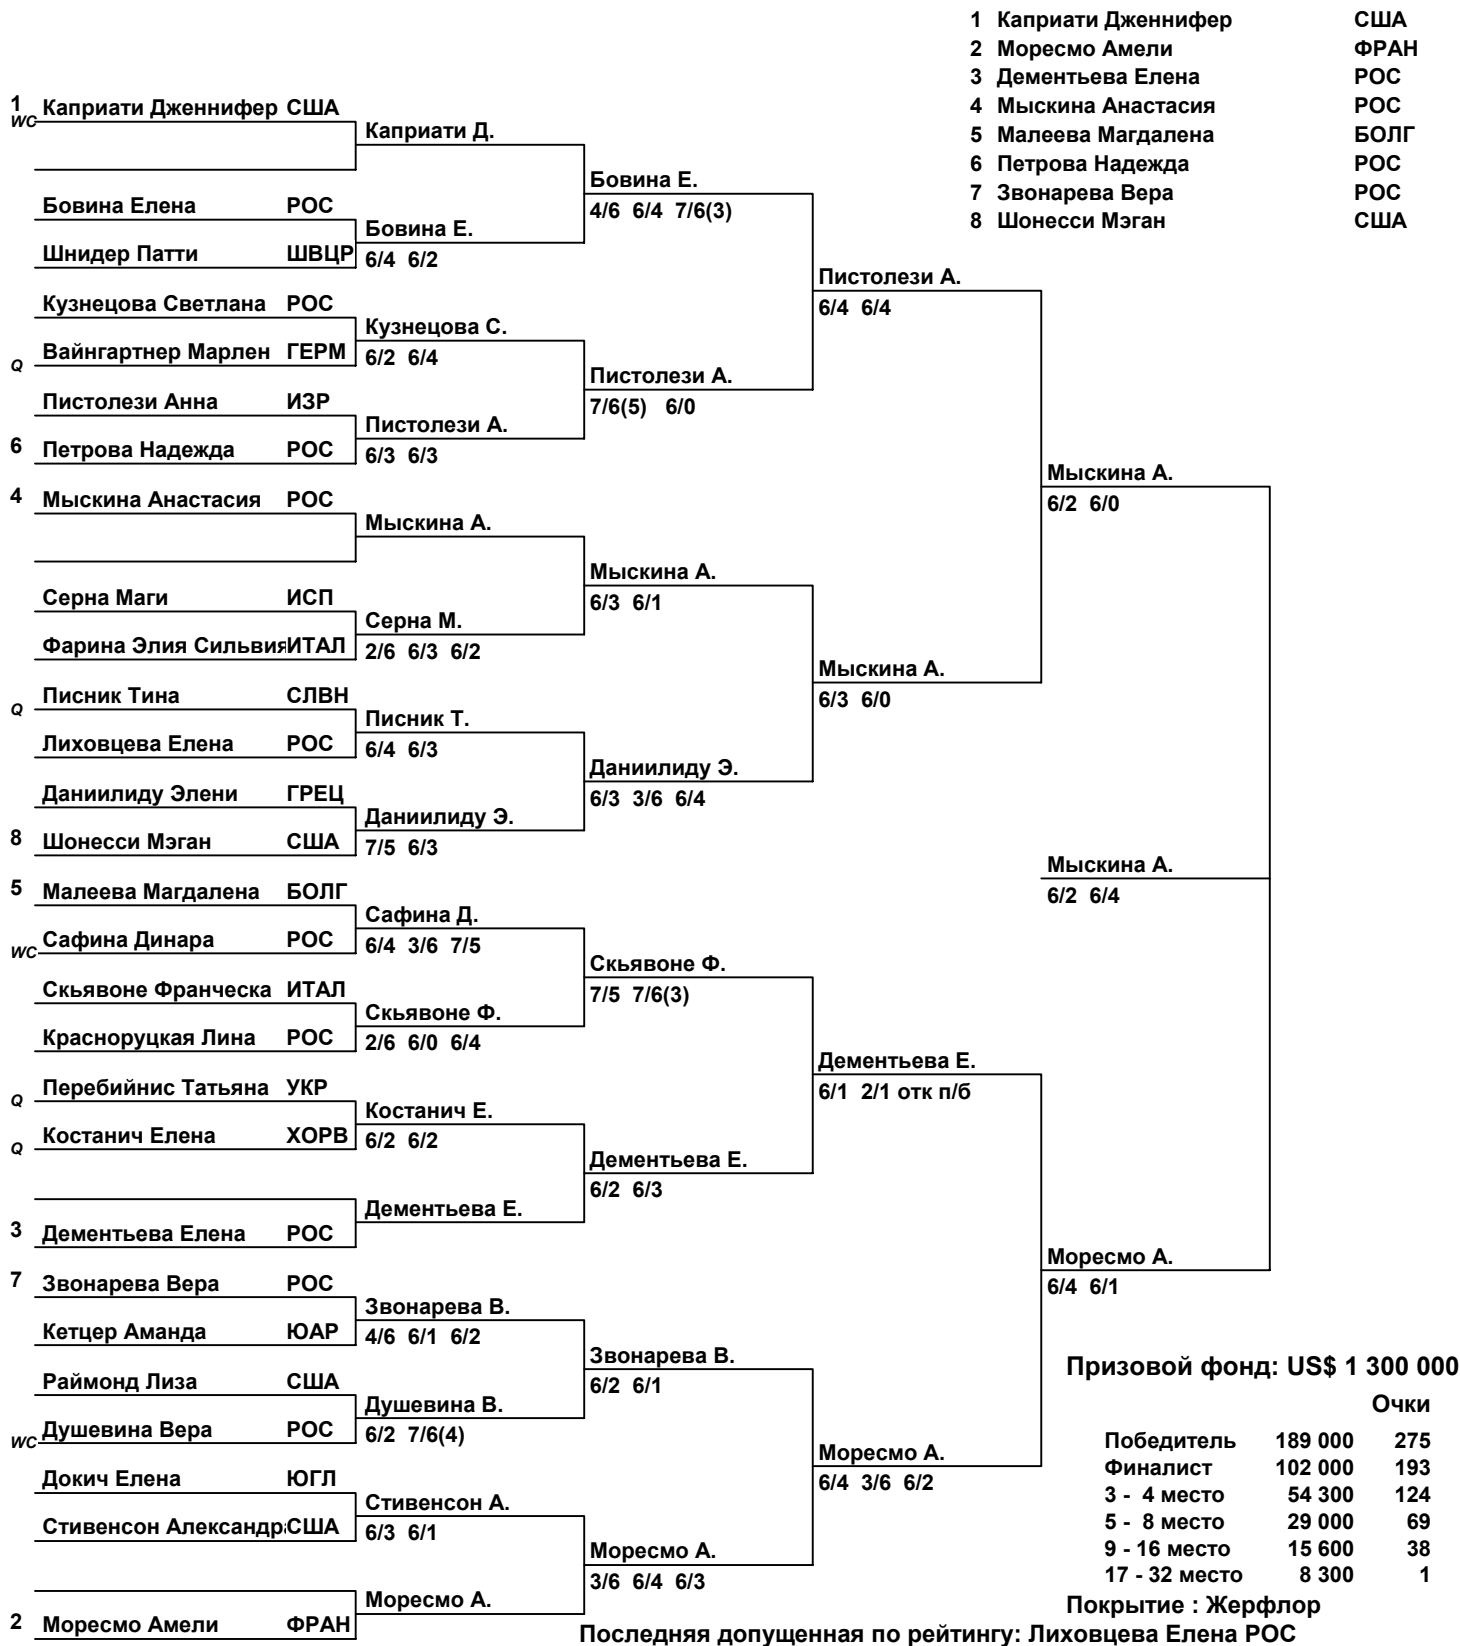 1 Каприати Дженнифер США
2 Моресмо Амели ФРАН
3 Дементьева Елена РОС
4 Мыскина Анастасия РОС
5 Малеева Магдалена БОЛГ
6 Петрова Надежда РОС
7 Звонарева Вера РОС
8 Шонесси Мэган США
1 WC Каприати Дженнифер США
Каприати Д.
Бовина Е.
4/6 6/4 7/6(3)
Бовина Елена РОС
Бовина Е.
Шнидер Патти ШВЦР
6/4 6/2
Пистолези А.
6/4 6/4
Кузнецова Светлана РОС
Кузнецова С.
Q Вайнгартнер Марлен ГЕРМ
6/2 6/4
Пистолези А.
7/6(5) 6/0
Пистолези Анна ИЗР
Пистолези А.
6 Петрова Надежда РОС
6/3 6/3
Мыскина А.
6/2 6/0
4 Мыскина Анастасия РОС
Мыскина А.
Мыскина А.
6/3 6/1
Серна Маги ИСП
Серна М.
Фарина Элия Сильвия ИТАЛ
2/6 6/3 6/2
Мыскина А.
6/3 6/0
Q Писник Тина СЛВН
Писник Т.
Лиховцева Елена РОС
6/4 6/3
Даниилиду Э.
6/3 3/6 6/4
Даниилиду Элени ГРЕЦ
Даниилиду Э.
8 Шонесси Мэган США
7/5 6/3
Мыскина А.
6/2 6/4
5 Малеева Магдалена БОЛГ
Сафина Д.
WC Сафина Динара РОС
6/4 3/6 7/5
Скьявоне Ф.
7/5 7/6(3)
Скьявоне Франческа ИТАЛ
Скьявоне Ф.
Красноруцкая Лина РОС
2/6 6/0 6/4
Дементьева Е.
6/1 2/1 отк п/б
Q Перебийнис Татьяна УКР
Костанич Е.
Q Костанич Елена ХОРВ
6/2 6/2
Дементьева Е.
6/2 6/3
Дементьева Е.
3 Дементьева Елена РОС
Моресмо А.
6/4 6/1
7 Звонарева Вера РОС
Звонарева В.
Кетцер Аманда ЮАР
4/6 6/1 6/2
Звонарева В.
6/2 6/1
Раймонд Лиза США
Душевина В.
WC Душевина Вера РОС
6/2 7/6(4)
Моресмо А.
6/4 3/6 6/2
Докич Елена ЮГЛ
Стивенсон А.
Стивенсон Александр США
6/3 6/1
Моресмо А.
3/6 6/4 6/3
Моресмо А.
2 Моресмо Амели ФРАН
Призовой фонд: US$ 1 300 000
Очки
Победитель 189 000 275
Финалист 102 000 193
3 - 4 место 54 300 124
5 - 8 место 29 000 69
9 - 16 место 15 600 38
17 - 32 место 8 300 1
Покрытие : Жерфлор
Последняя допущенная по рейтингу: Лиховцева Елена РОС